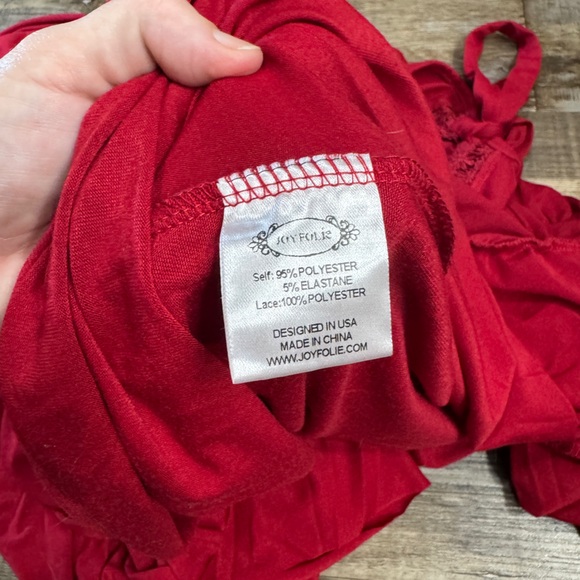 JOYFOLIE
Self: 95% POLYESTER
5% ELASTANE
Lace:100% POLYESTER
DESIGNED IN USA
MADE IN CHINA
WWW.JOYFOLIE.COM